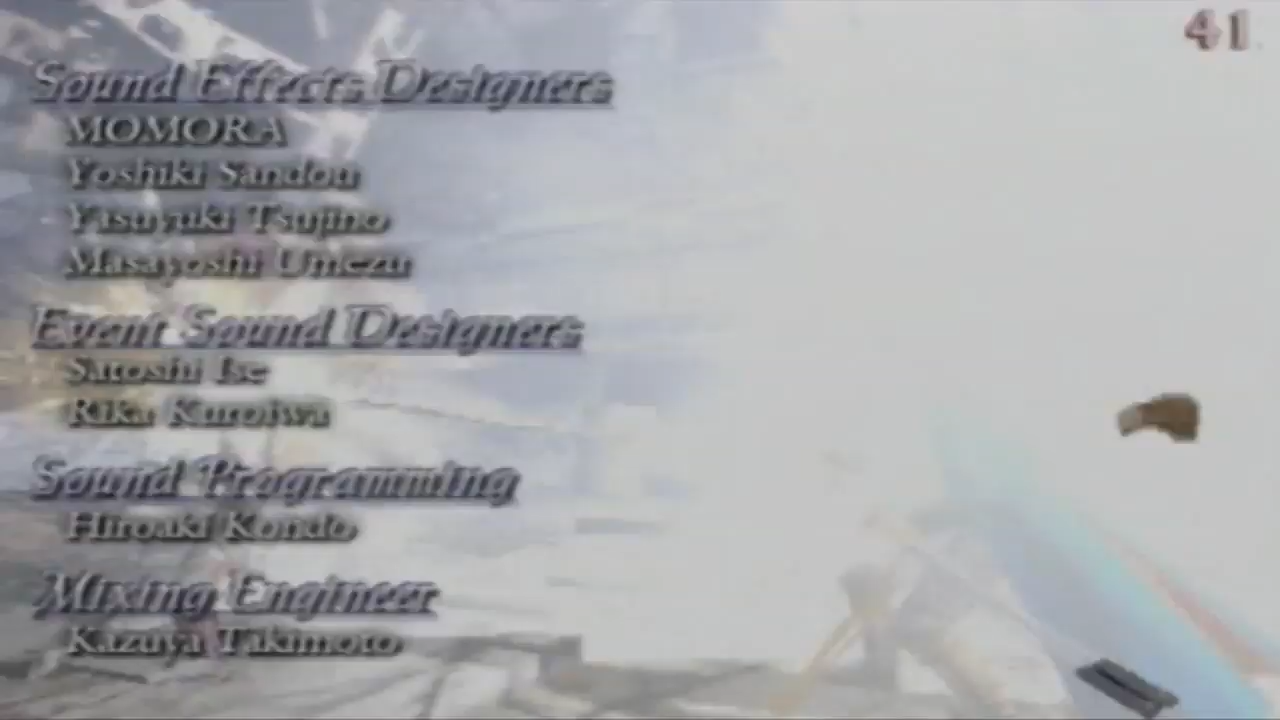 41
Sound Effects Designers
MOMORA
Yoshiki Sandou
Yasuyuki Tsujino
Masayoshi Umezu
Event Sound Designers
Satoshi Ise
Rika Kuroiwa
Sound Programming
Hiroaki Kondo
Mixing Engineer
Kazuya Takimoto